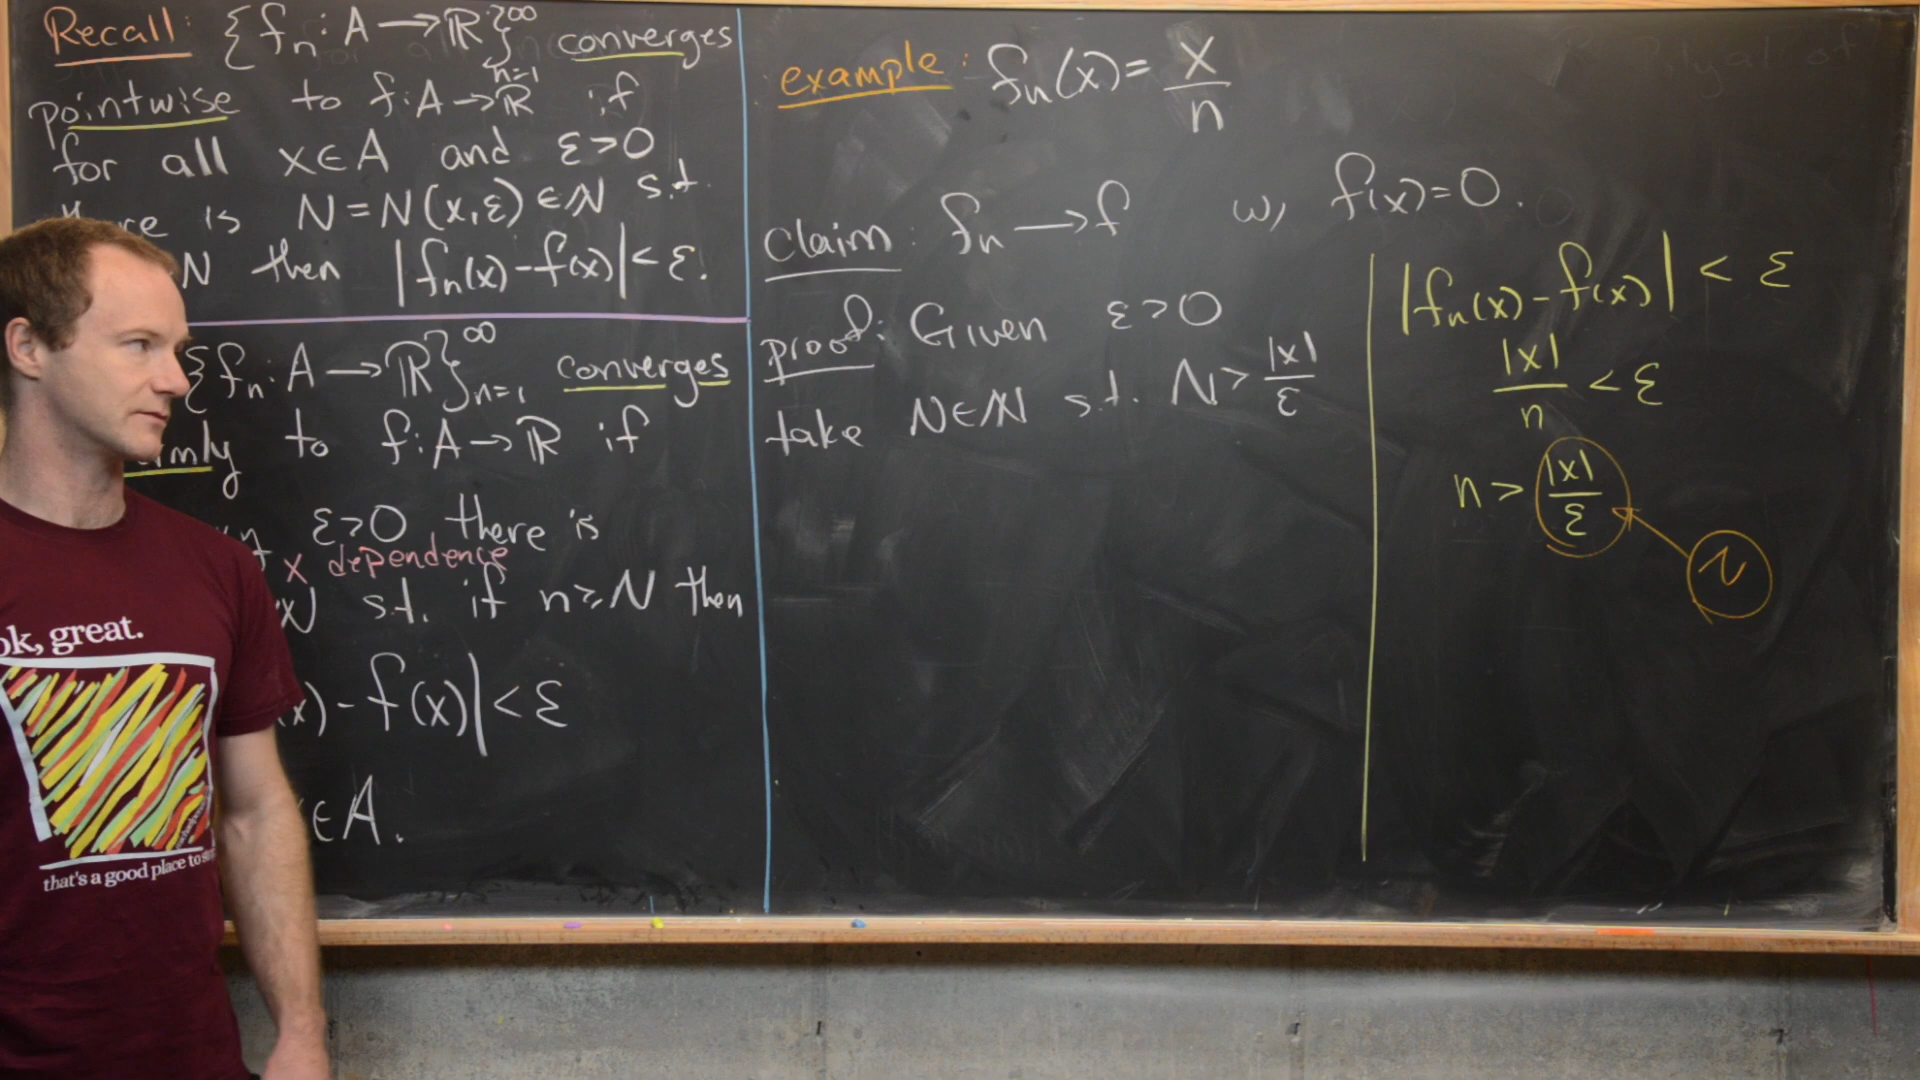 Recall: {fₙ: A → ℝ}ₙ₌₁^∞ converges
pointwise to f: A → ℝ if
for all x ∈ A and ε > 0
is N = N(x, ε) ∈ ℕ s.t.
N then |fₙ(x) - f(x)| < ε.
{fₙ: A → ℝ}ₙ₌₁^∞ converges
to f: A → ℝ if
ε > 0 there is
x dependence
s.t. if n ≥ N then
(x) - f(x)| < ε
∈ A.
example: fₙ(x) = x/n
Claim: fₙ → f w/ f(x) = 0.
proof: Given ε > 0
take N ∈ ℕ s.t. N > |x|/ε
|fₙ(x) - f(x)| < ε
|x|/n < ε
n > |x|/ε
N
ok, great.
that's a good place to